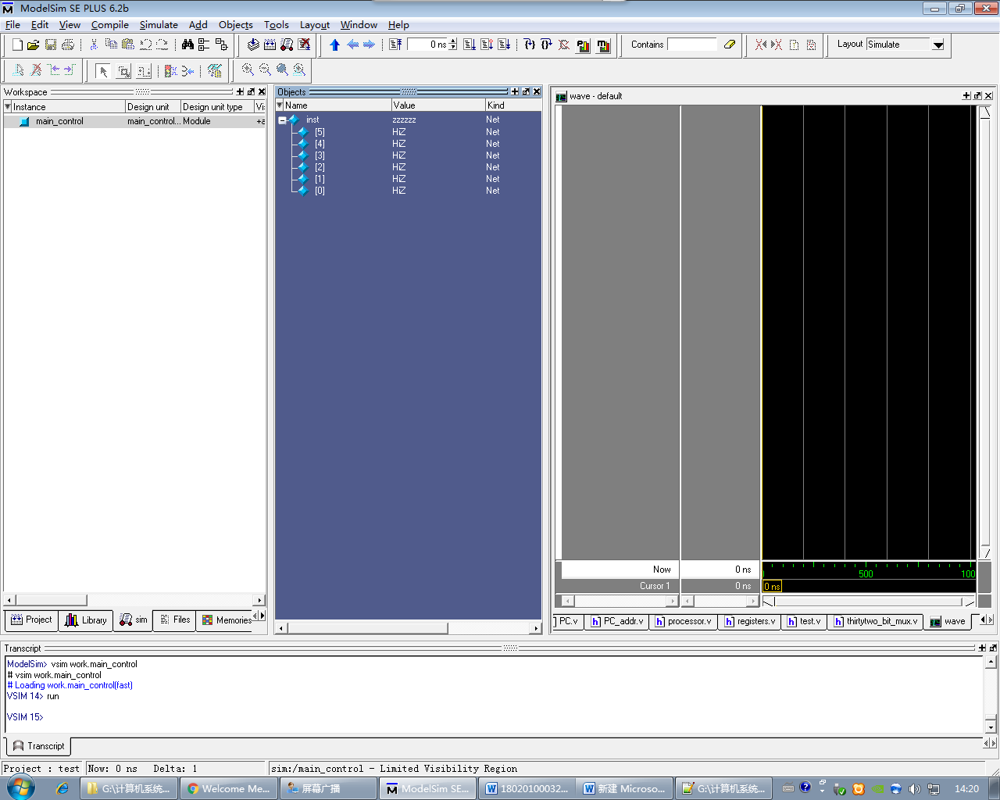 ModelSim SE PLUS 6.2b
File Edit View Compile Simulate Add Objects Tools Layout Window Help
0 ns
Contains
Layout Simulate
Workspace
Instance Design unit Design unit type Vis
main_control main_control... Module +a
Project Library sim Files Memories
Objects
Name Value Kind
inst zzzzzz Net
[5] HiZ Net
[4] HiZ Net
[3] HiZ Net
[2] HiZ Net
[1] HiZ Net
[0] HiZ Net
wave - default
Now 0 ns
500 100
Cursor 1 0 ns 0 ns
PC.v PC_addr.v processor.v registers.v test.v thirtytwo_bit_mux.v wave
Transcript
ModelSim> vsim work.main_control
# vsim work.main_control
# Loading work.main_control(fast)
VSIM 14> run
VSIM 15>
Transcript
Project : test Now: 0 ns Delta: 1 sim:/main_control - Limited Visibility Region
G:\计算机系统... Welcome Me... 屏幕广播 ModelSim SE... 18020100032... 新建 Microso... G:\计算机系统... 14:20